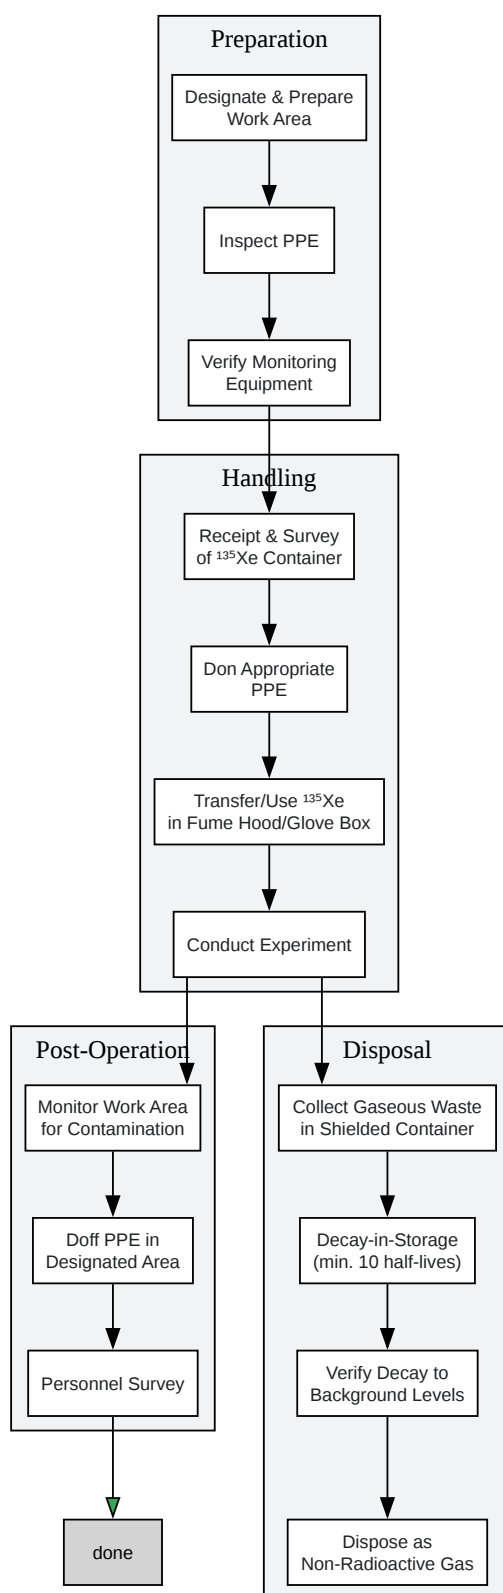 Preparation
Designate & Prepare
Work Area
Inspect PPE
Verify Monitoring
Equipment
Handling
Receipt & Survey
of ¹³⁵Xe Container
Don Appropriate
PPE
Transfer/Use ¹³⁵Xe
in Fume Hood/Glove Box
Conduct Experiment
Post-Operation
Monitor Work Area
for Contamination
Doff PPE in
Designated Area
Personnel Survey
done
Disposal
Collect Gaseous Waste
in Shielded Container
Decay-in-Storage
(min. 10 half-lives)
Verify Decay to
Background Levels
Dispose as
Non-Radioactive Gas